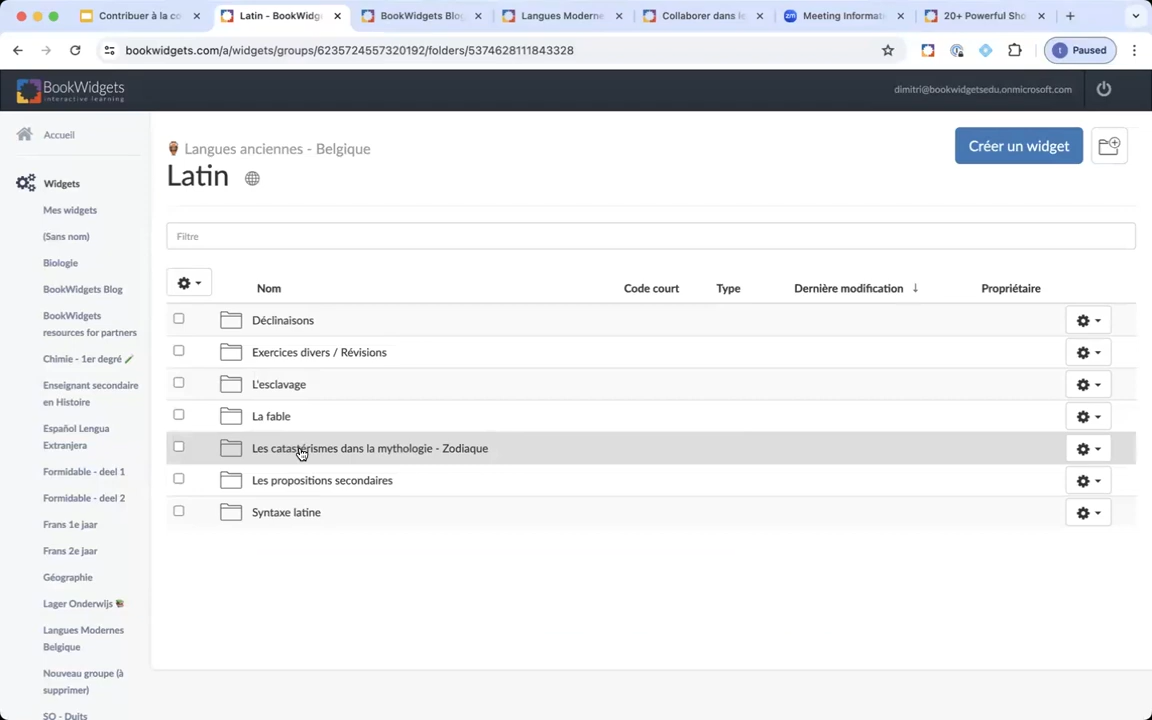 Contribuer à la co
Latin - BookWidg
BookWidgets Blog
Langues Moderne
Collaborer dans le
zm
Meeting Informat
20+ Powerful Sho
bookwidgets.com/a/widgets/groups/6235724557320192/folders/5374628111843328
t
Paused
BookWidgets
interactive learning
dimitri@bookwidgetsedu.onmicrosoft.com
Accueil
Widgets
Mes widgets
(Sans nom)
Biologie
BookWidgets Blog
BookWidgets
resources for partners
Chimie - 1er degré
Enseignant secondaire
en Histoire
Español Lengua
Extranjera
Formidable - deel 1
Formidable - deel 2
Frans 1e jaar
Frans 2e jaar
Géographie
Lager Onderwijs
Langues Modernes
Belgique
Nouveau groupe (à
supprimer)
SO - Duits
Langues anciennes - Belgique
Latin
Créer un widget
Filtre
Nom
Code court
Type
Dernière modification ↓
Propriétaire
Déclinaisons
Exercices divers / Révisions
L'esclavage
La fable
Les catastérismes dans la mythologie - Zodiaque
Les propositions secondaires
Syntaxe latine